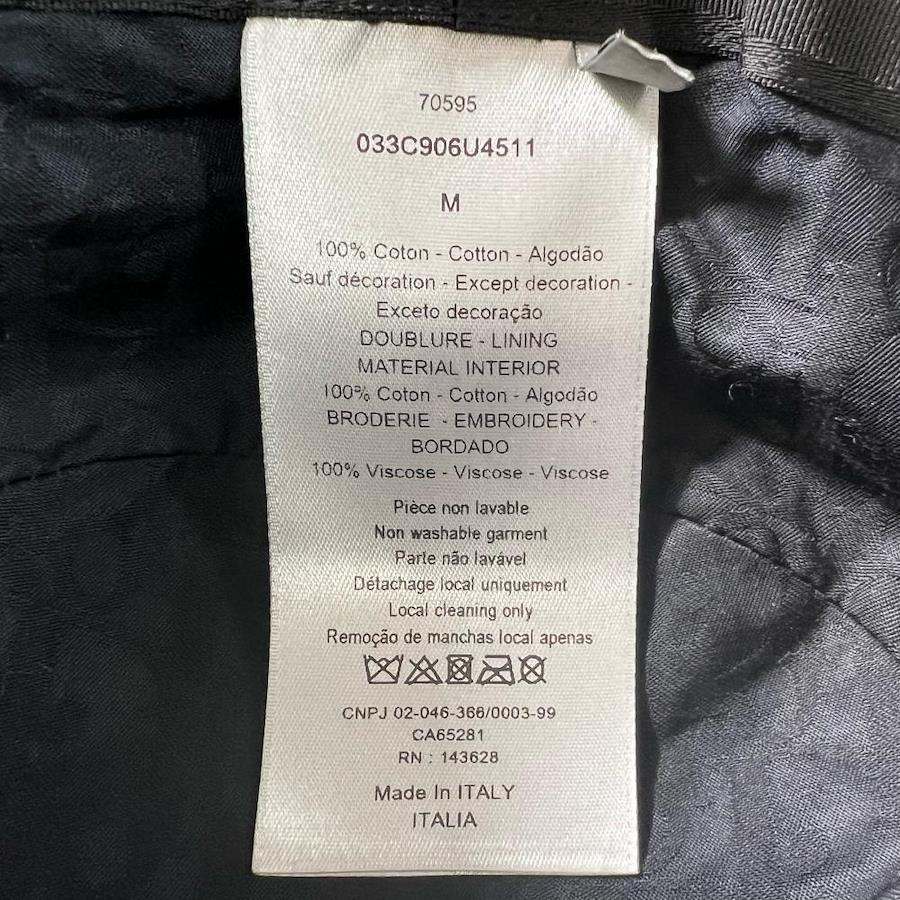 70595
033C906U4511
M
100% Coton - Cotton - Algodão
Sauf décoration - Except decoration -
Exceto decoração
DOUBLURE - LINING
MATERIAL INTERIOR
100% Coton - Cotton - Algodão
BRODERIE - EMBROIDERY -
BORDADO
100% Viscose - Viscose - Viscose
Pièce non lavable
Non washable garment
Parte não lavável
Détachage local uniquement
Local cleaning only
Remoção de manchas local apenas
CNPJ 02-046-366/0003-99
CA65281
RN : 143628
Made In ITALY
ITALIA